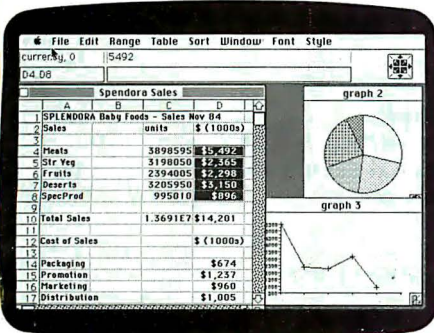 File Edit Range Table Sort Window Font Style
currency, 0 5492
D4.D8
Spendora Sales
graph 2
A B C D
1 SPLENDORA Baby Foods - Sales Nov 84
2 Sales units $ (1000s)
3
4 Meats 3898595 $5,492
5 Str Veg 3198050 $2,365
6 Fruits 2394005 $2,298
7 Deserts 3205950 $3,150
8 SpecProd 995010 $896
9
10 Total Sales 1.3691E7 $14,201
11
12 Cost of Sales $ (1000s)
13
14 Packaging $674
15 Promotion $1,237
16 Marketing $960
17 Distribution $1,005
graph 3